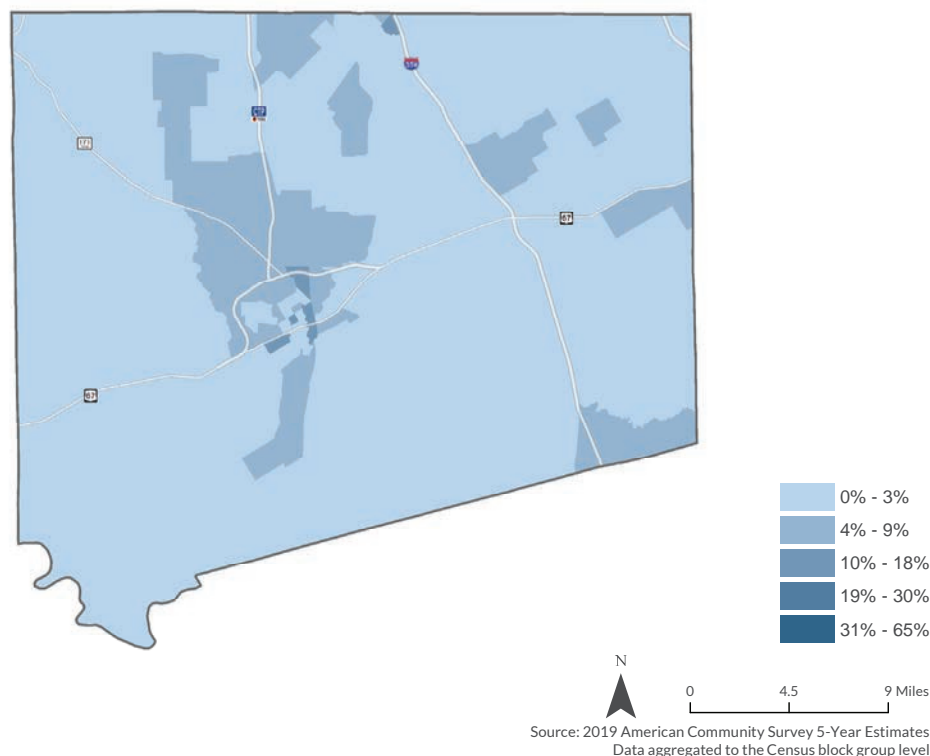 67
67
0% - 3%
4% - 9%
10% - 18%
19% - 30%
31% - 65%
N
0 4.5 9 Miles
Source: 2019 American Community Survey 5-Year Estimates
Data aggregated to the Census block group level